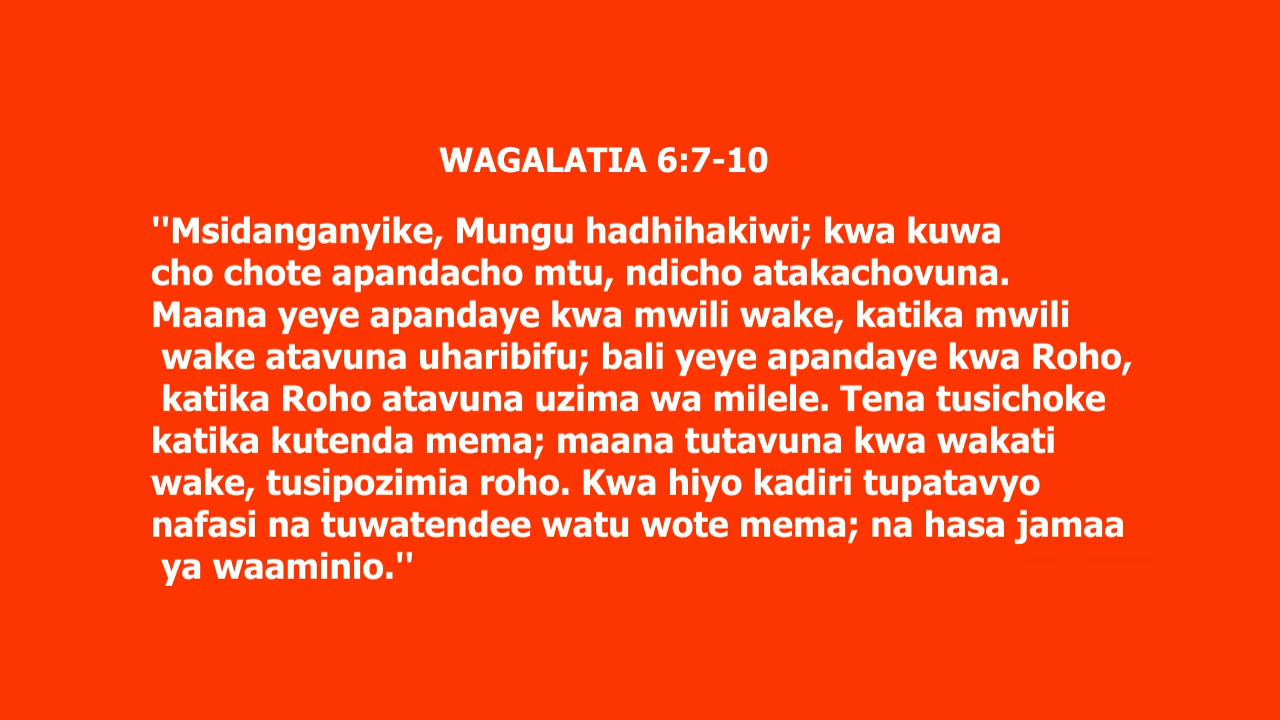 WAGALATIA 6:7-10
''Msidanganyike, Mungu hadhihakiwi; kwa kuwa
cho chote apandacho mtu, ndicho atakachovuna.
Maana yeye apandaye kwa mwili wake, katika mwili
wake atavuna uharibifu; bali yeye apandaye kwa Roho,
katika Roho atavuna uzima wa milele. Tena tusichoke
katika kutenda mema; maana tutavuna kwa wakati
wake, tusipozimia roho. Kwa hiyo kadiri tupatavyo
nafasi na tuwatendee watu wote mema; na hasa jamaa
ya waaminio.''